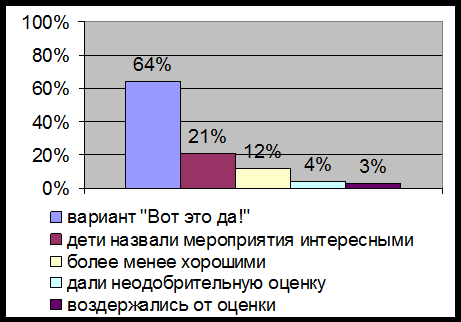 100%
80%
60%
40%
20%
0%
64%
21%
12%
4%
3%
вариант "Вот это да!"
дети назвали мероприятия интересными
более менее хорошими
дали неодобрительную оценку
воздержались от оценки